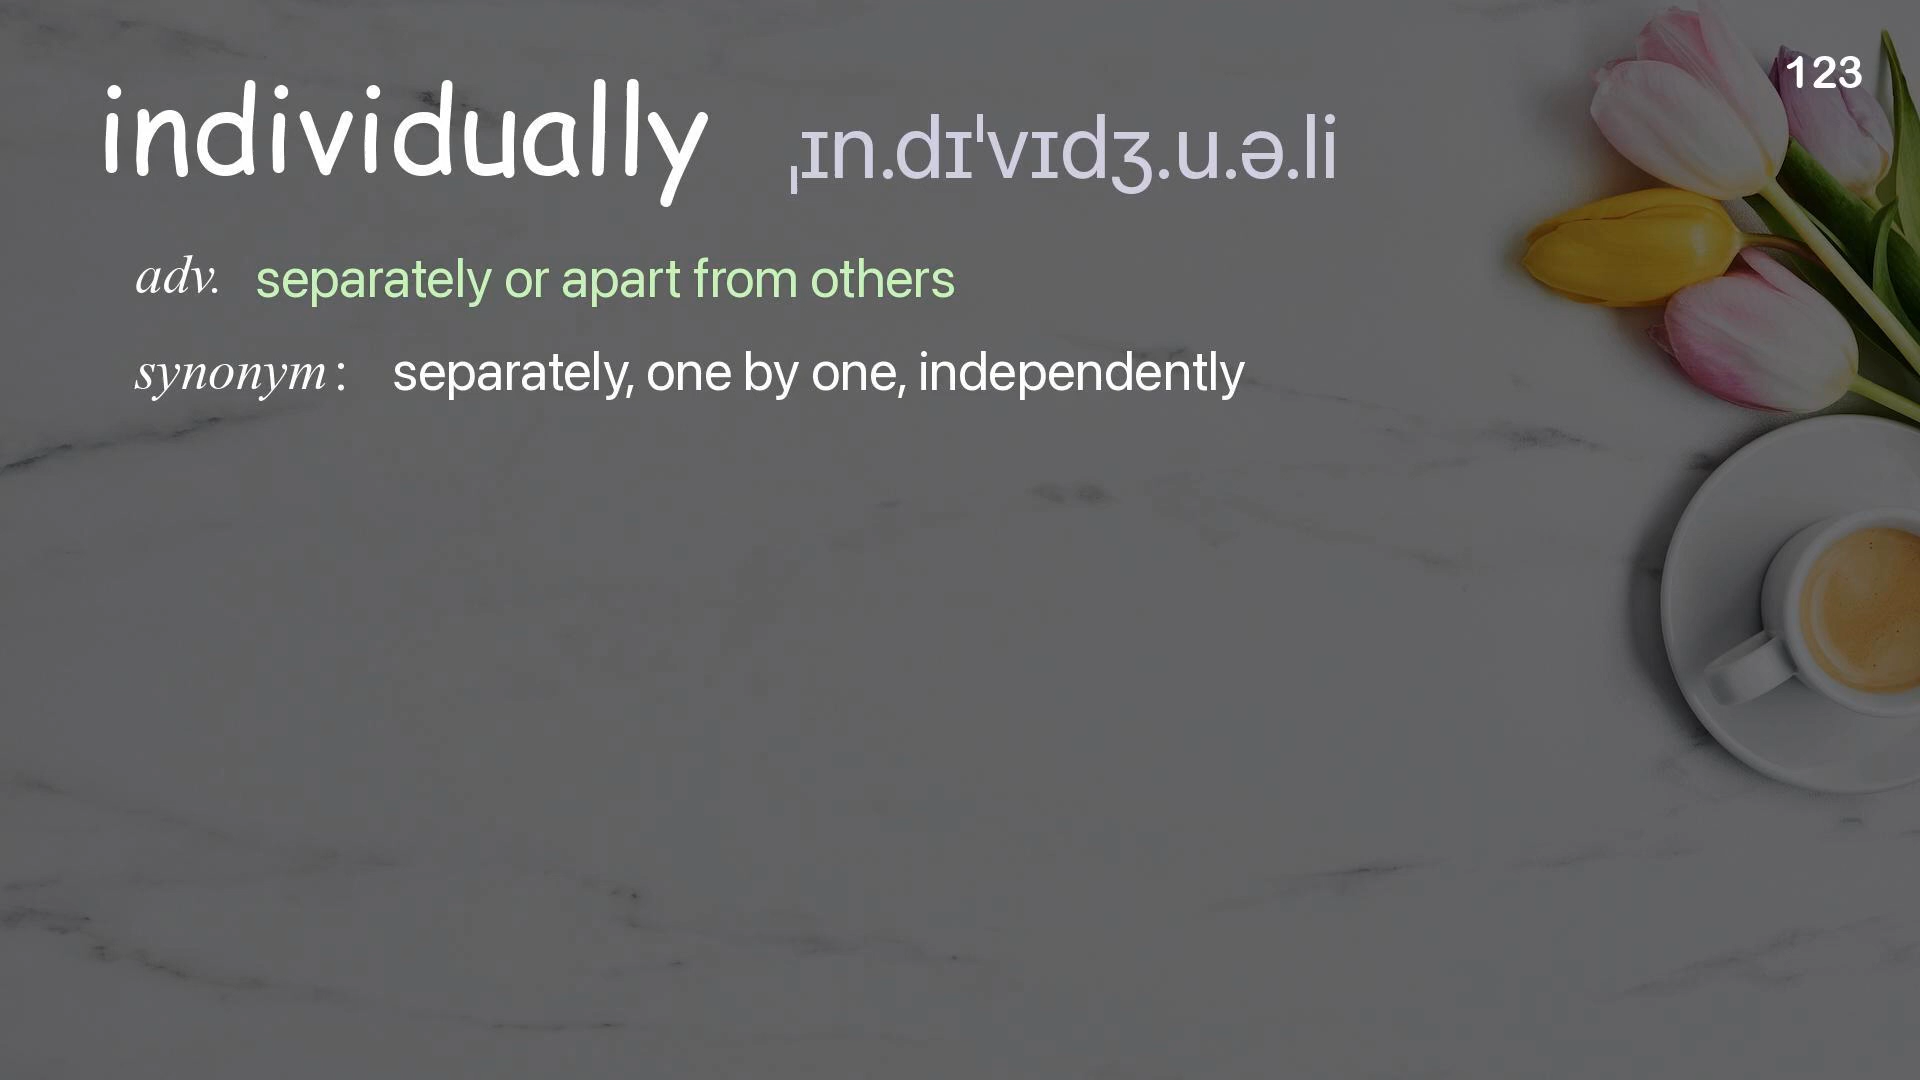 123
individually ˌɪn.dɪˈvɪdʒ.u.ə.li
adv. separately or apart from others
synonym: separately, one by one, independently